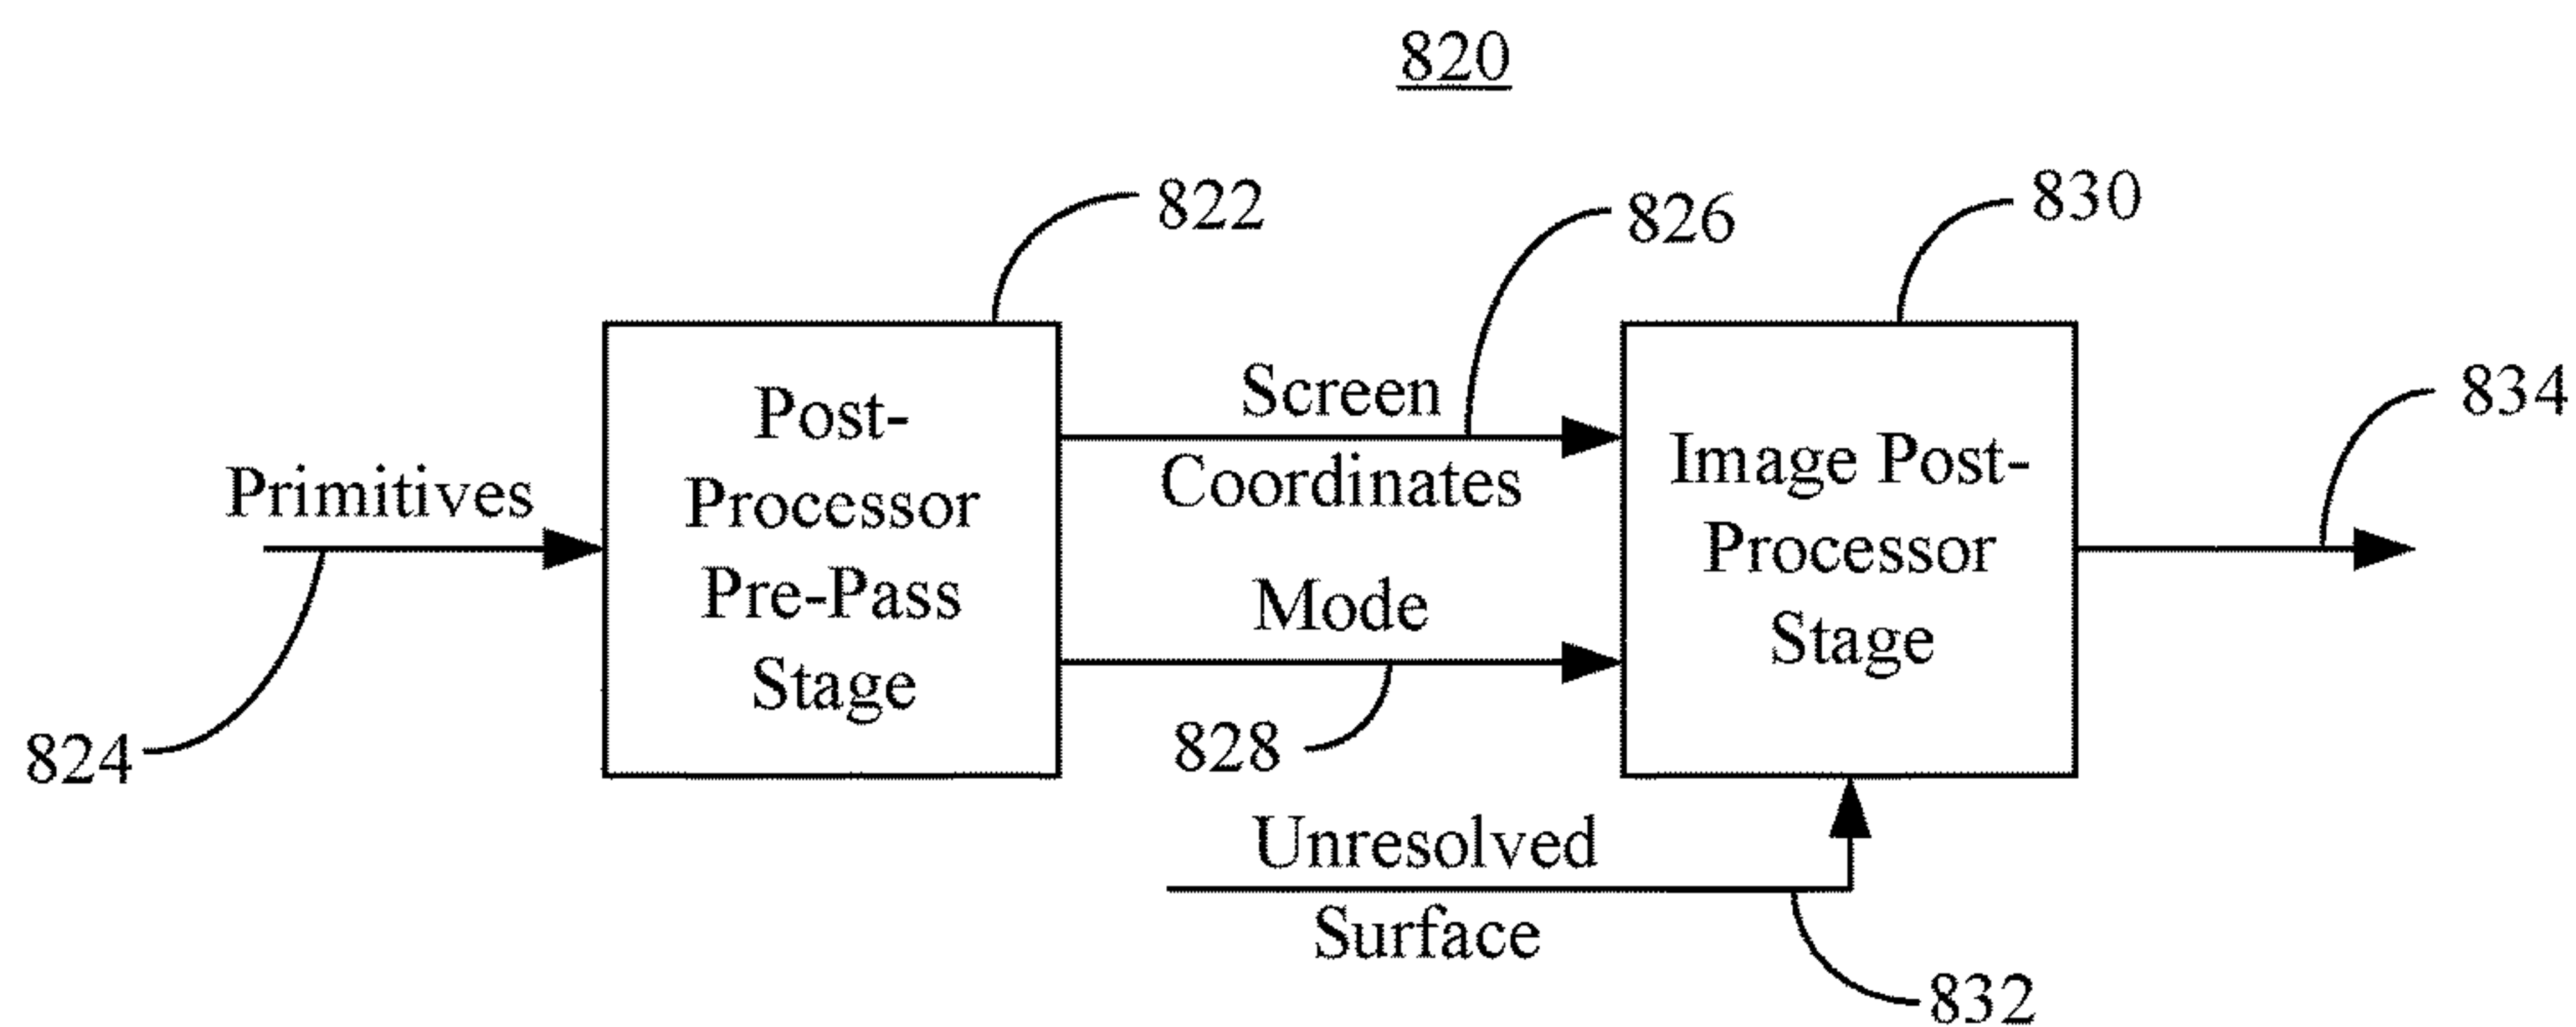 820
822
826
830
834
Primitives
824
Post-
Processor
Pre-Pass
Stage
Screen
Coordinates
Mode
828
Image Post-
Processor
Stage
Unresolved
Surface
832